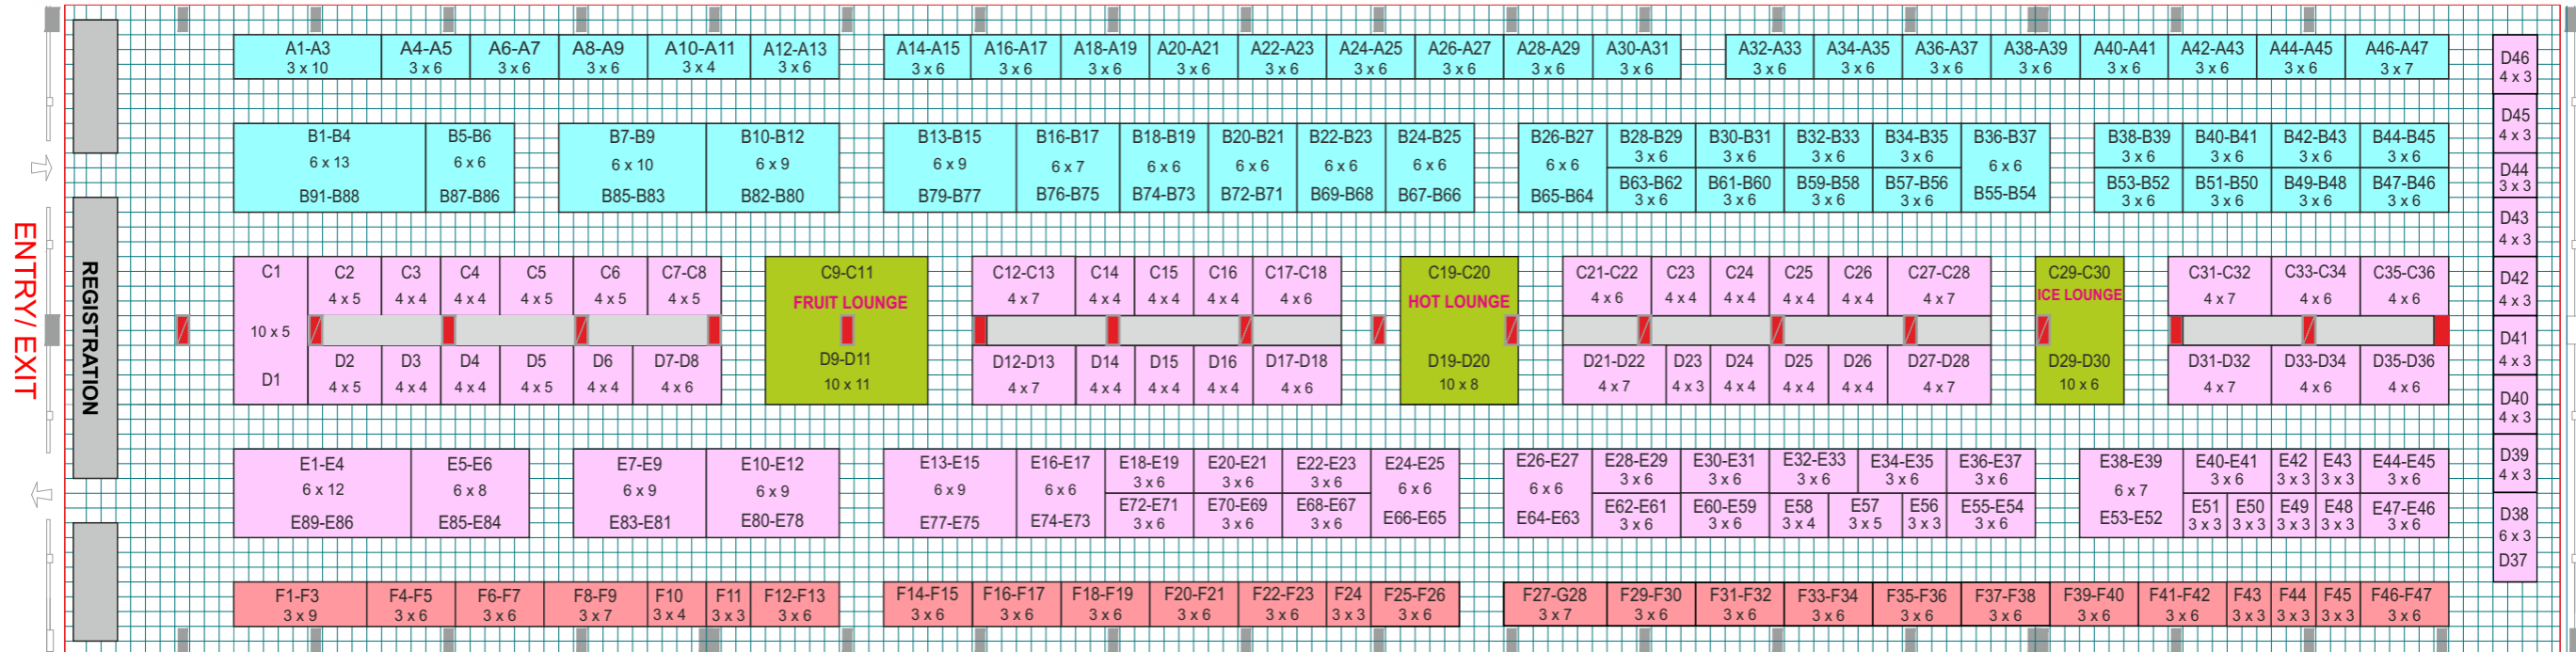 ENTRY/ EXIT
REGISTRATION
A1-A3
3 x 10
A4-A5
3 x 6
A6-A7
3 x 6
A8-A9
3 x 6
A10-A11
3 x 4
A12-A13
3 x 6
A14-A15
3 x 6
A16-A17
3 x 6
A18-A19
3 x 6
A20-A21
3 x 6
A22-A23
3 x 6
A24-A25
3 x 6
A26-A27
3 x 6
A28-A29
3 x 6
A30-A31
3 x 6
A32-A33
3 x 6
A34-A35
3 x 6
A36-A37
3 x 6
A38-A39
3 x 6
A40-A41
3 x 6
A42-A43
3 x 6
A44-A45
3 x 6
A46-A47
3 x 7
B1-B4
6 x 13
B91-B88
B5-B6
6 x 6
B87-B86
B7-B9
6 x 10
B85-B83
B10-B12
6 x 9
B82-B80
B13-B15
6 x 9
B79-B77
B16-B17
6 x 7
B76-B75
B18-B19
6 x 6
B74-B73
B20-B21
6 x 6
B72-B71
B22-B23
6 x 6
B69-B68
B24-B25
6 x 6
B67-B66
B26-B27
6 x 6
B65-B64
B28-B29
3 x 6
B63-B62
3 x 6
B30-B31
3 x 6
B61-B60
3 x 6
B32-B33
3 x 6
B59-B58
3 x 6
B34-B35
3 x 6
B57-B56
3 x 6
B36-B37
6 x 6
B55-B54
B38-B39
3 x 6
B53-B52
3 x 6
B40-B41
3 x 6
B51-B50
3 x 6
B42-B43
3 x 6
B49-B48
3 x 6
B44-B45
3 x 6
B47-B46
3 x 6
C1
10 x 5
D1
C2
4 x 5
C3
4 x 4
C4
4 x 4
C5
4 x 5
C6
4 x 5
C7-C8
4 x 5
D2
4 x 5
D3
4 x 4
D4
4 x 4
D5
4 x 5
D6
4 x 4
D7-D8
4 x 6
C9-C11
FRUIT LOUNGE
D9-D11
10 x 11
C12-C13
4 x 7
C14
4 x 4
C15
4 x 4
C16
4 x 4
C17-C18
4 x 6
D12-D13
4 x 7
D14
4 x 4
D15
4 x 4
D16
4 x 4
D17-D18
4 x 6
C19-C20
HOT LOUNGE
D19-D20
10 x 8
C21-C22
4 x 6
C23
4 x 4
C24
4 x 4
C25
4 x 4
C26
4 x 4
C27-C28
4 x 7
D21-D22
4 x 7
D23
4 x 3
D24
4 x 4
D25
4 x 4
D26
4 x 4
D27-D28
4 x 7
C29-C30
ICE LOUNGE
D29-D30
10 x 6
C31-C32
4 x 7
C33-C34
4 x 6
C35-C36
4 x 6
D31-D32
4 x 7
D33-D34
4 x 6
D35-D36
4 x 6
E1-E4
6 x 12
E89-E86
E5-E6
6 x 8
E85-E84
E7-E9
6 x 9
E83-E81
E10-E12
6 x 9
E80-E78
E13-E15
6 x 9
E77-E75
E16-E17
6 x 6
E74-E73
E18-E19
3 x 6
E72-E71
3 x 6
E20-E21
3 x 6
E70-E69
3 x 6
E22-E23
3 x 6
E68-E67
3 x 6
E24-E25
6 x 6
E66-E65
E26-E27
6 x 6
E64-E63
E28-E29
3 x 6
E62-E61
3 x 6
E30-E31
3 x 6
E60-E59
3 x 6
E32-E33
3 x 6
E34-E35
3 x 6
E36-E37
3 x 6
E58
3 x 4
E57
3 x 5
E56
3 x 3
E55-E54
3 x 6
E38-E39
6 x 7
E53-E52
E40-E41
3 x 6
E42
3 x 3
E43
3 x 3
E44-E45
3 x 6
E51
3 x 3
E50
3 x 3
E49
3 x 3
E48
3 x 3
E47-E46
3 x 6
F1-F3
3 x 9
F4-F5
3 x 6
F6-F7
3 x 6
F8-F9
3 x 7
F10
3 x 4
F11
3 x 3
F12-F13
3 x 6
F14-F15
3 x 6
F16-F17
3 x 6
F18-F19
3 x 6
F20-F21
3 x 6
F22-F23
3 x 6
F24
3 x 3
F25-F26
3 x 6
F27-G28
3 x 7
F29-F30
3 x 6
F31-F32
3 x 6
F33-F34
3 x 6
F35-F36
3 x 6
F37-F38
3 x 6
F39-F40
3 x 6
F41-F42
3 x 6
F43
3 x 3
F44
3 x 3
F45
3 x 3
F46-F47
3 x 6
D46
4 x 3
D45
4 x 3
D44
3 x 3
D43
4 x 3
D42
4 x 3
D41
4 x 3
D40
4 x 3
D39
4 x 3
D38
6 x 3
D37